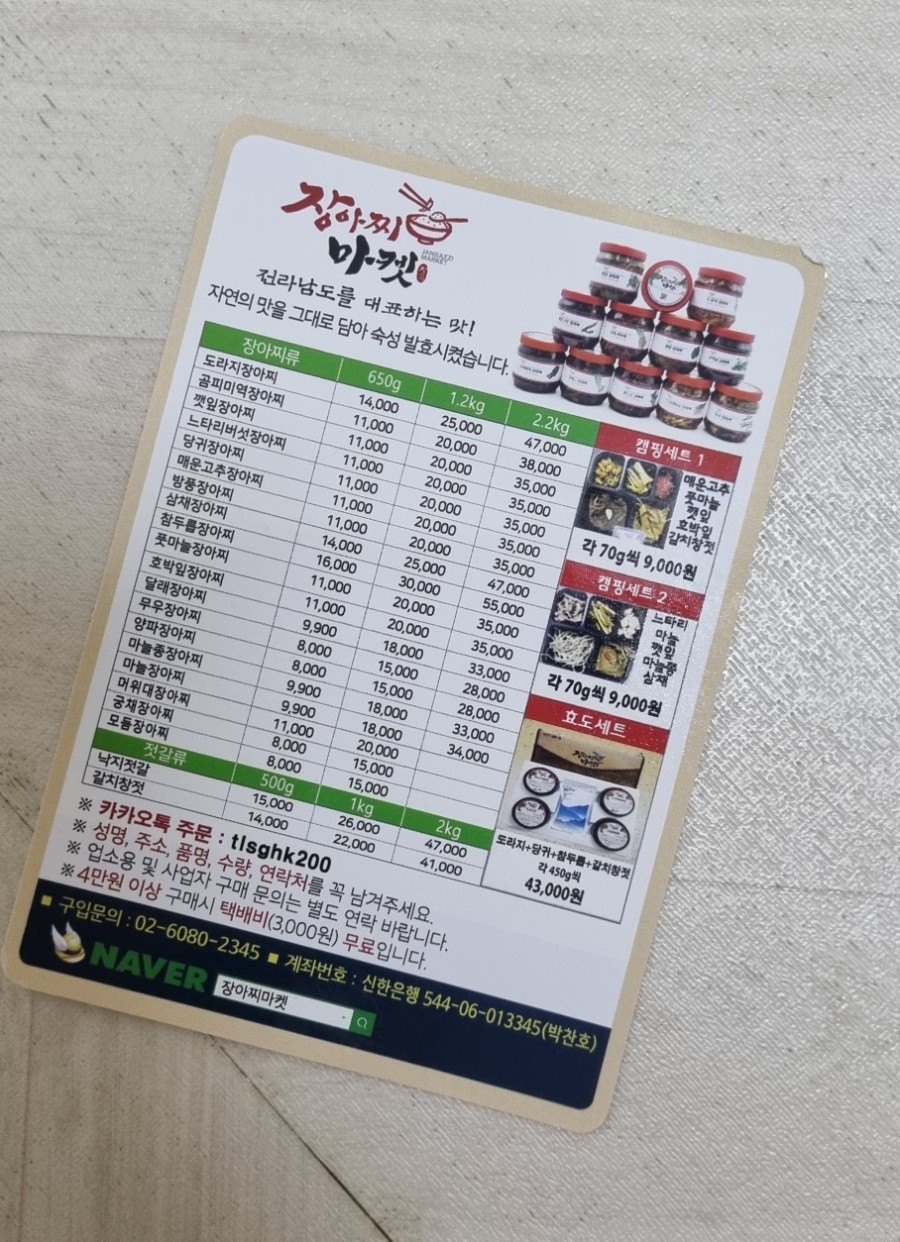 장아찌
마켓
JANGAZZI
MARKET
전라남도를 대표하는 맛!
자연의 맛을 그대로 담아 숙성 발효시켰습니다.
장아찌류 650g 1.2kg 2.2kg
도라지장아찌 14,000 25,000 47,000
곰피미역장아찌 11,000 20,000 38,000
깻잎장아찌 11,000 20,000 35,000
느타리버섯장아찌 11,000 20,000 35,000
당귀장아찌 11,000 20,000 35,000
매운고추장아찌 11,000 20,000 35,000
방풍장아찌 11,000 20,000 35,000
삼채장아찌 14,000 25,000 47,000
참두릅장아찌 16,000 30,000 55,000
풋마늘장아찌 11,000 20,000 35,000
호박잎장아찌 11,000 20,000 35,000
달래장아찌 9,900 18,000 33,000
무우장아찌 8,000 15,000 28,000
양파장아찌 8,000 15,000 28,000
마늘쫑장아찌 9,900 18,000 33,000
마늘장아찌 9,900 18,000 34,000
머위대장아찌 11,000 20,000
궁채장아찌 8,000 15,000
모듬장아찌 8,000 15,000
젓갈류 500g 1kg 2kg
낙지젓갈 15,000 26,000 47,000
갈치창젓 14,000 22,000 41,000
캠핑세트 1
매운고추
풋마늘
깻잎
호박잎
갈치창젓
각 70g씩 9,000원
캠핑세트 2
느타리
마늘
깻잎
마늘쫑
삼채
각 70g씩 9,000원
효도세트
도라지+당귀+참두릅+갈치창젓
각 450g씩
43,000원
※ 카카오톡 주문 : tlsghk200
※ 성명, 주소, 품명, 수량, 연락처를 꼭 남겨주세요.
※ 업소용 및 사업자 구매 문의는 별도 연락 바랍니다.
※ 4만원 이상 구매시 택배비(3,000원) 무료입니다.
■ 구입문의 : 02-6080-2345 ■ 계좌번호 : 신한은행 544-06-013345(박찬호)
NAVER 장아찌마켓